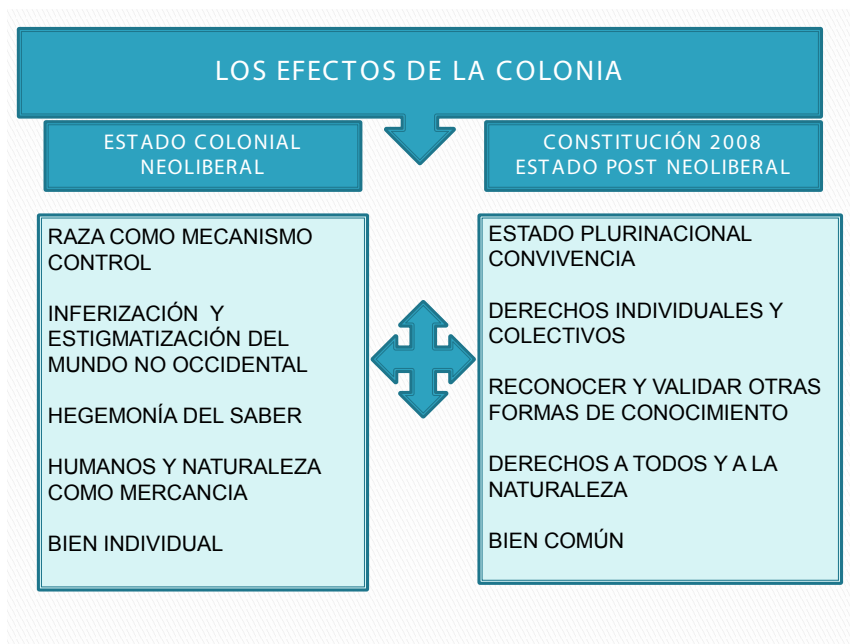 LOS EFECTOS DE LA COLONIA
ESTADO COLONIAL
NEOLIBERAL
RAZA COMO MECANISMO
CONTROL
INFERIZACIÓN Y
ESTIGMATIZACIÓN DEL
MUNDO NO OCCIDENTAL
HEGEMONÍA DEL SABER
HUMANOS Y NATURALEZA
COMO MERCANCIA
BIEN INDIVIDUAL
CONSTITUCIÓN 2008
ESTADO POST NEOLIBERAL
ESTADO PLURINACIONAL
CONVIVENCIA
DERECHOS INDIVIDUALES Y
COLECTIVOS
RECONOCER Y VALIDAR OTRAS
FORMAS DE CONOCIMIENTO
DERECHOS A TODOS Y A LA
NATURALEZA
BIEN COMÚN